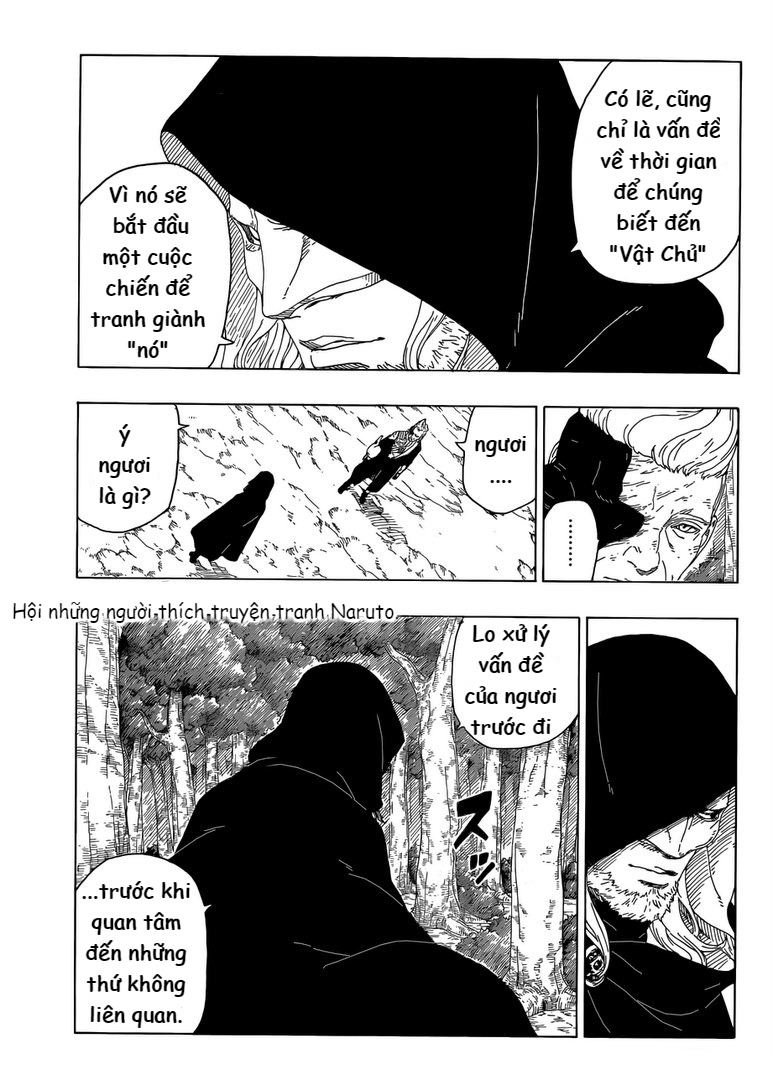 Có lẽ, cũng
chỉ là vấn đề
về thời gian
để chúng
biết đến
"Vật Chủ"
Vì nó sẽ
bắt đầu
một cuộc
chiến để
tranh giành
"nó"
..........
ngươi
....
Ý
ngươi
là gì?
Hội những người thích truyện tranh Naruto
Lo xử lý
vấn đề
của ngươi
trước đi
スッ
...trước khi
quan tâm
đến những
thứ không
liên quan.